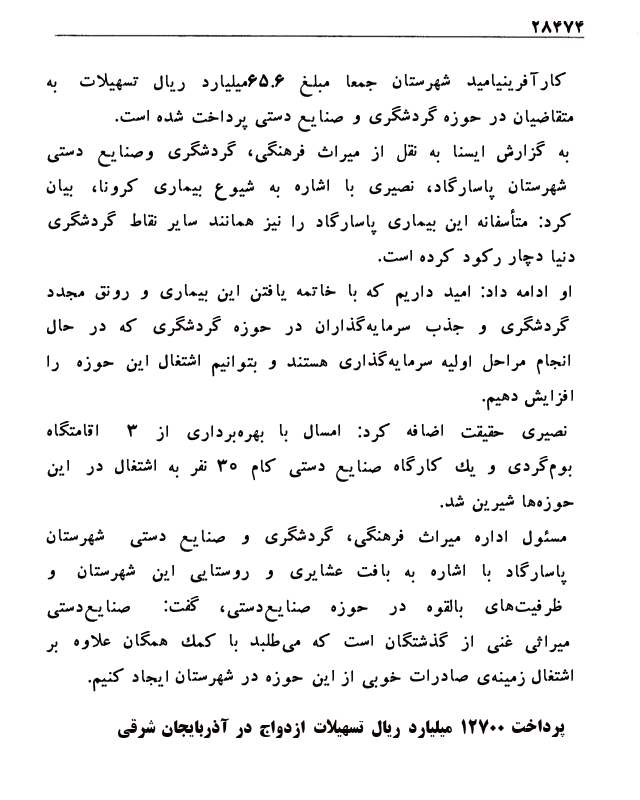 ۲۸۴۷۴
کارآفرینیامید شهرستان جمعا مبلغ ۶۵.۶میلیارد ریال تسهیلات به
متقاضیان در حوزه گردشگری و صنایع دستی پرداخت شده است.
به گزارش ایسنا به نقل از میراث فرهنگی، گردشگری وصنایع دستی
شهرستان پاسارگاد، نصیری با اشاره به شیوع بیماری کرونا، بیان
کرد: متأسفانه این بیماری پاسارگاد را نیز همانند سایر نقاط گردشگری
دنیا دچار رکود کرده است.
او ادامه داد: امید داریم که با خاتمه یافتن این بیماری و رونق مجدد
گردشگری و جذب سرمایه‌گذاران در حوزه گردشگری که در حال
انجام مراحل اولیه سرمایه‌گذاری هستند و بتوانیم اشتغال این حوزه را
افزایش دهیم.
نصیری حقیقت اضافه کرد: امسال با بهره‌برداری از ۳ اقامتگاه
بوم‌گردی و یك کارگاه صنایع دستی کام ۳۰ نفر به اشتغال در این
حوزه‌ها شیرین شد.
مسئول اداره میراث فرهنگی، گردشگری و صنایع دستی شهرستان
پاسارگاد با اشاره به بافت عشایری و روستایی این شهرستان و
ظرفیت‌های بالقوه در حوزه صنایع‌دستی، گفت: صنایع‌دستی
میراثی غنی از گذشتگان است که می‌طلبد با کمك همگان علاوه بر
اشتغال زمینه‌ی صادرات خوبی از این حوزه در شهرستان ایجاد کنیم.
پرداخت ۱۲۷۰۰ میلیارد ریال تسهیلات ازدواج در آذربایجان شرقی